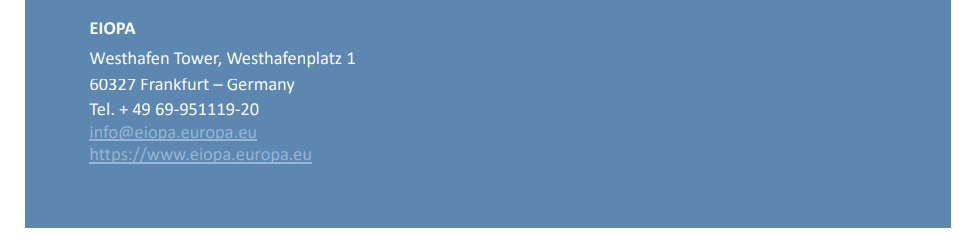 EIOPA
Westhafen Tower, Westhafenplatz 1
60327 Frankfurt – Germany
Tel. + 49 69-951119-20
info@eiopa.europa.eu
https://www.eiopa.europa.eu